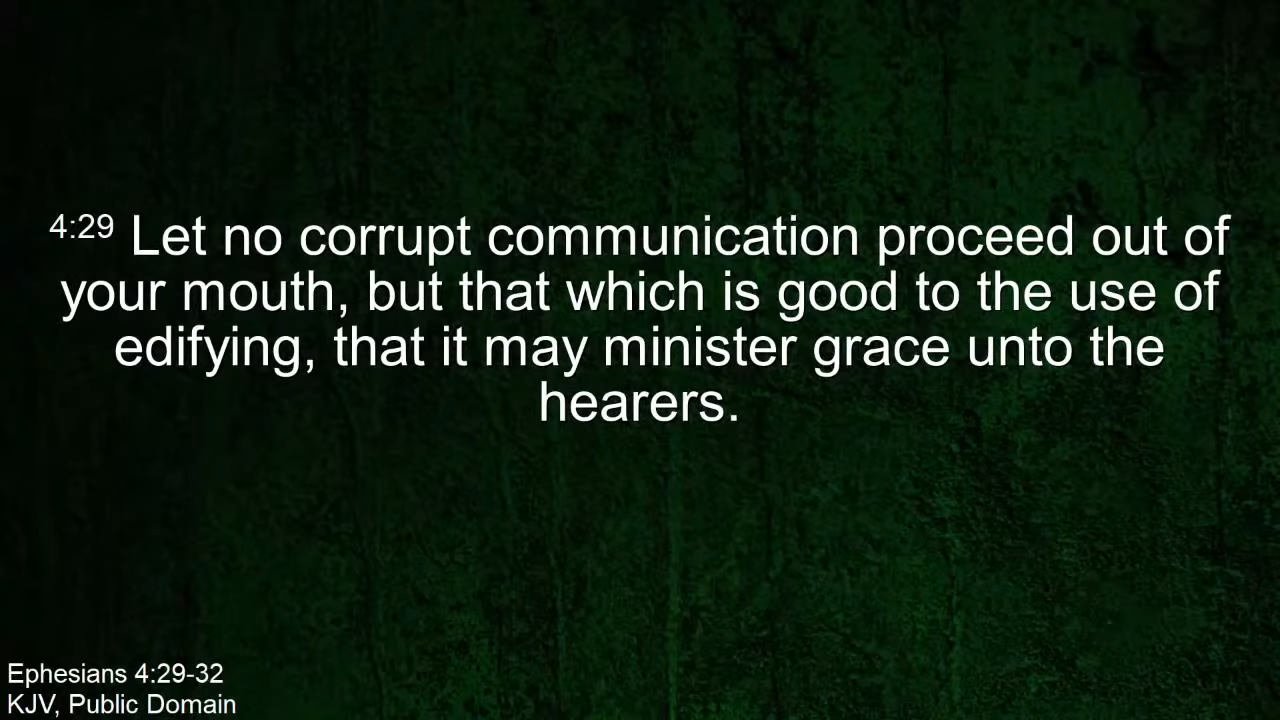 4:29 Let no corrupt communication proceed out of
your mouth, but that which is good to the use of
edifying, that it may minister grace unto the
hearers.
Ephesians 4:29-32
KJV, Public Domain